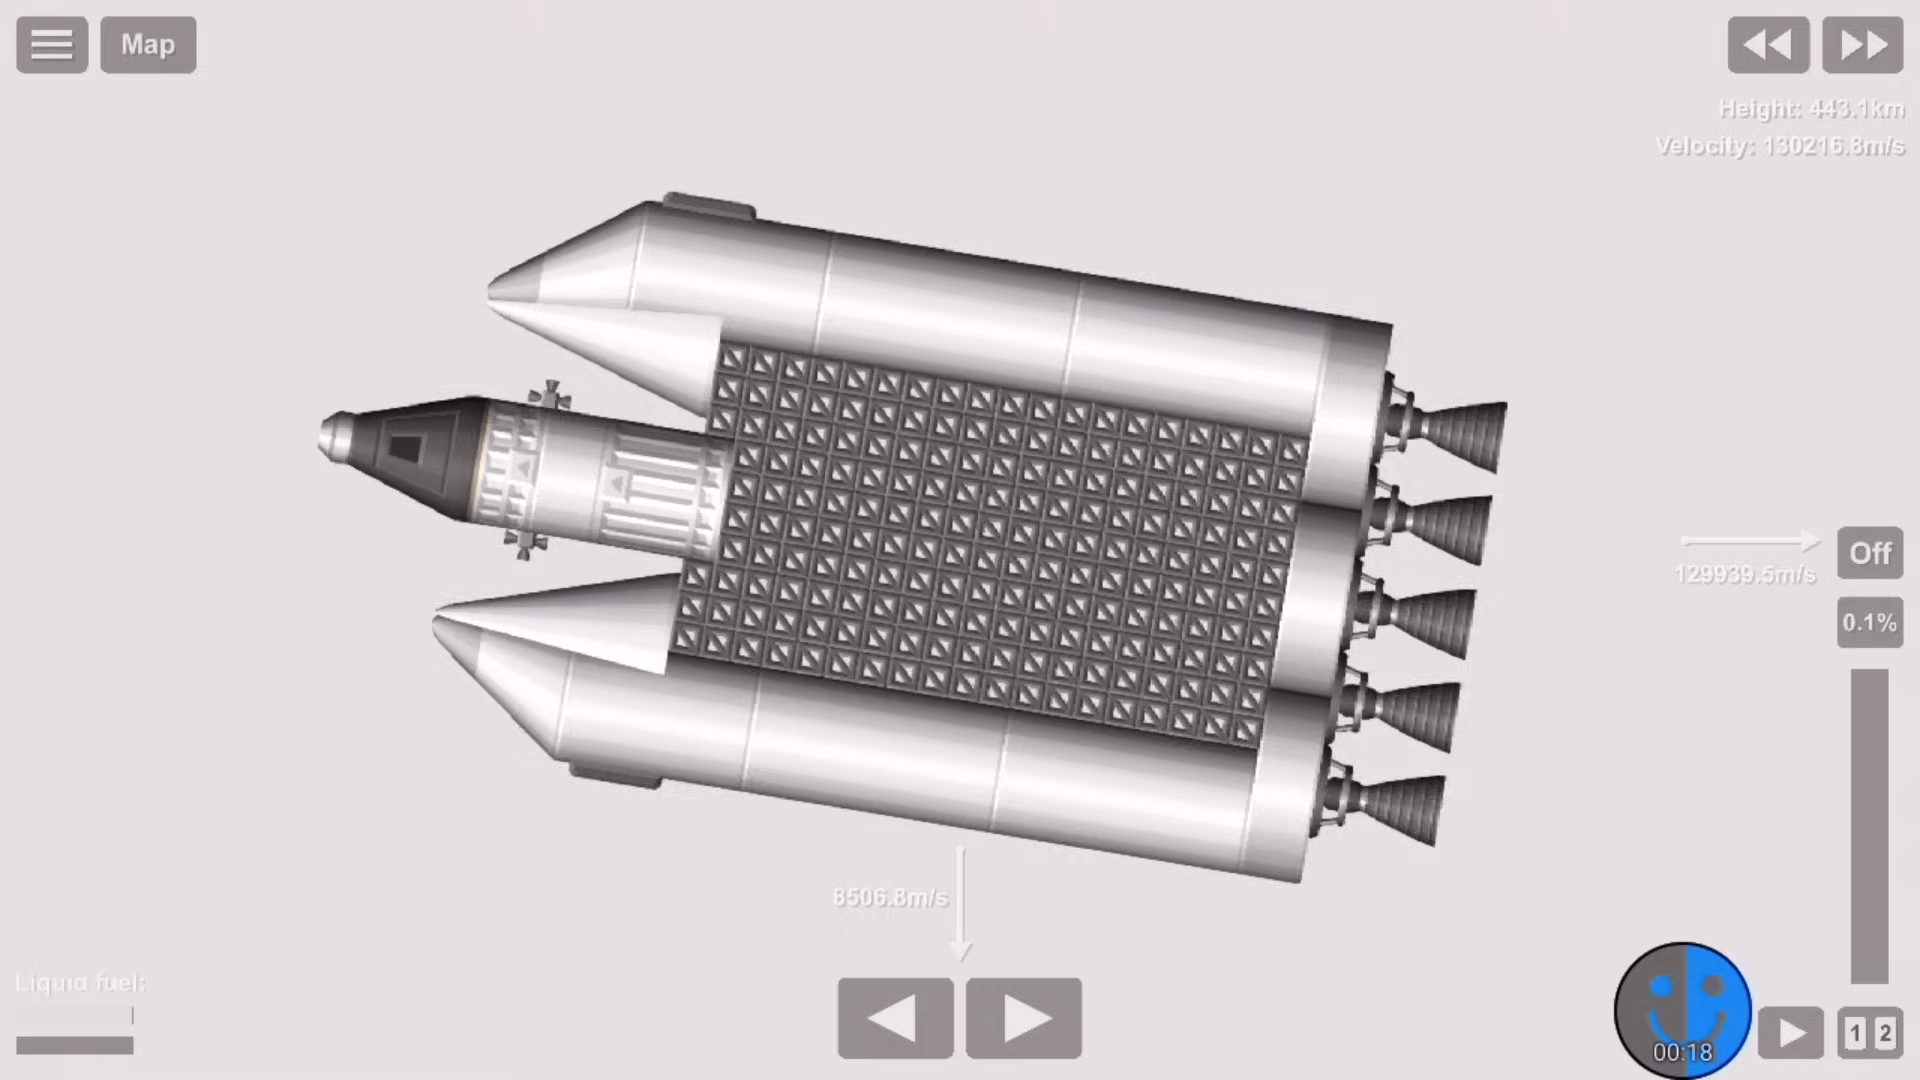 Map
Height: 443.1km
Velocity: 130216.8m/s
Off
129939.5m/s
0.1%
8506.8m/s
Liquid fuel:
00:18
1 2